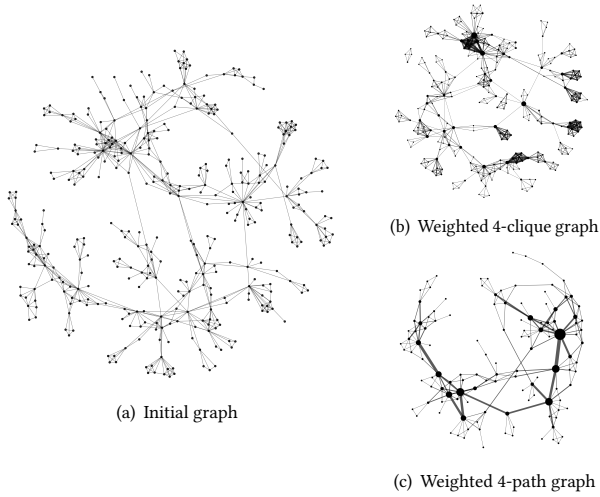 (b) Weighted 4-clique graph
(a) Initial graph
(c) Weighted 4-path graph